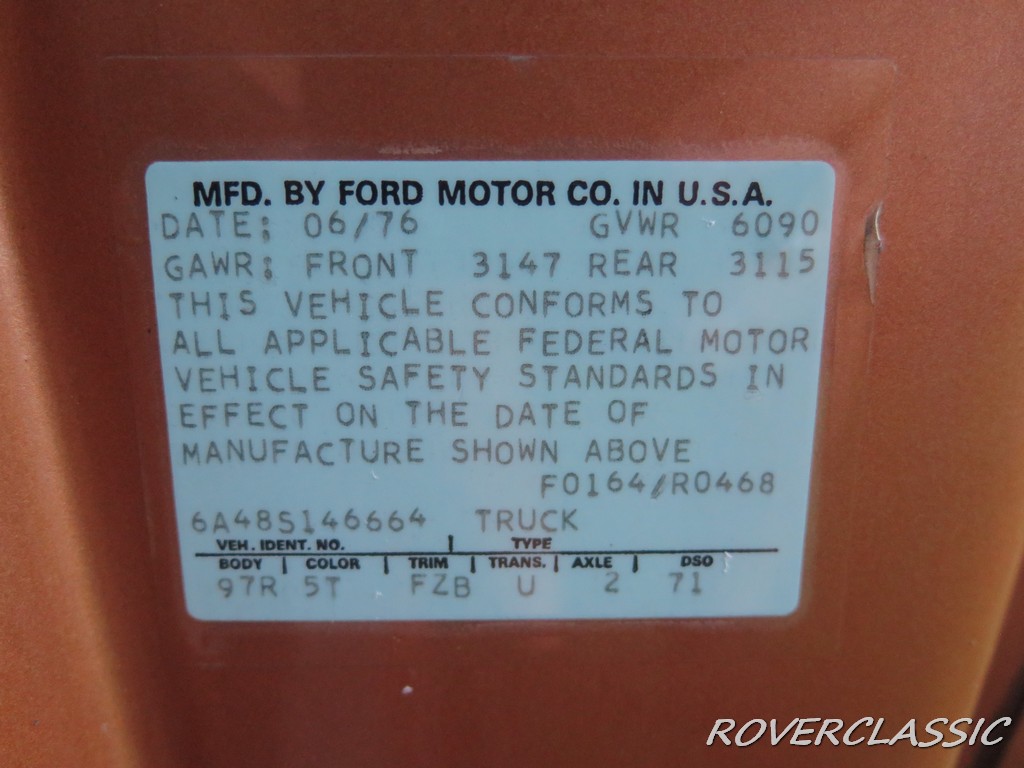 MFD. BY FORD MOTOR CO. IN U.S.A.
DATE: 06/76 GVWR 6090
GAWR: FRONT 3147 REAR 3115
THIS VEHICLE CONFORMS TO
ALL APPLICABLE FEDERAL MOTOR
VEHICLE SAFETY STANDARDS IN
EFFECT ON THE DATE OF
MANUFACTURE SHOWN ABOVE
F0164/R0468
6A48S146664 TRUCK
VEH. IDENT. NO. | TYPE
BODY | COLOR | TRIM | TRANS. | AXLE | DSO
97R 5T FZB U 2 71
ROVERCLASSIC